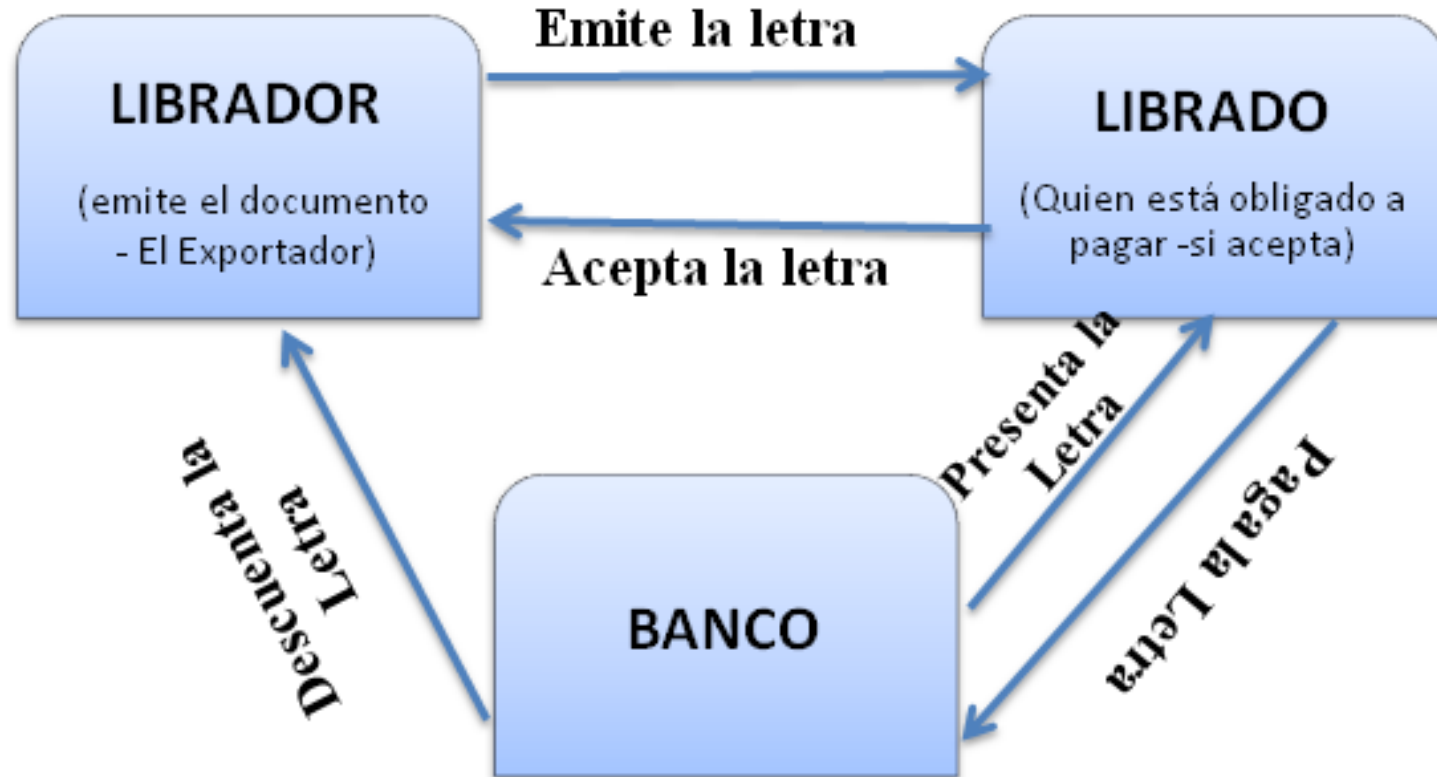 Emite la letra
LIBRADOR
(emite el documento
- El Exportador)
LIBRADO
(Quien está obligado a
pagar -si acepta)
Acepta la letra
Descuenta la
Letra
Presenta la
Letra
Paga la Letra
BANCO